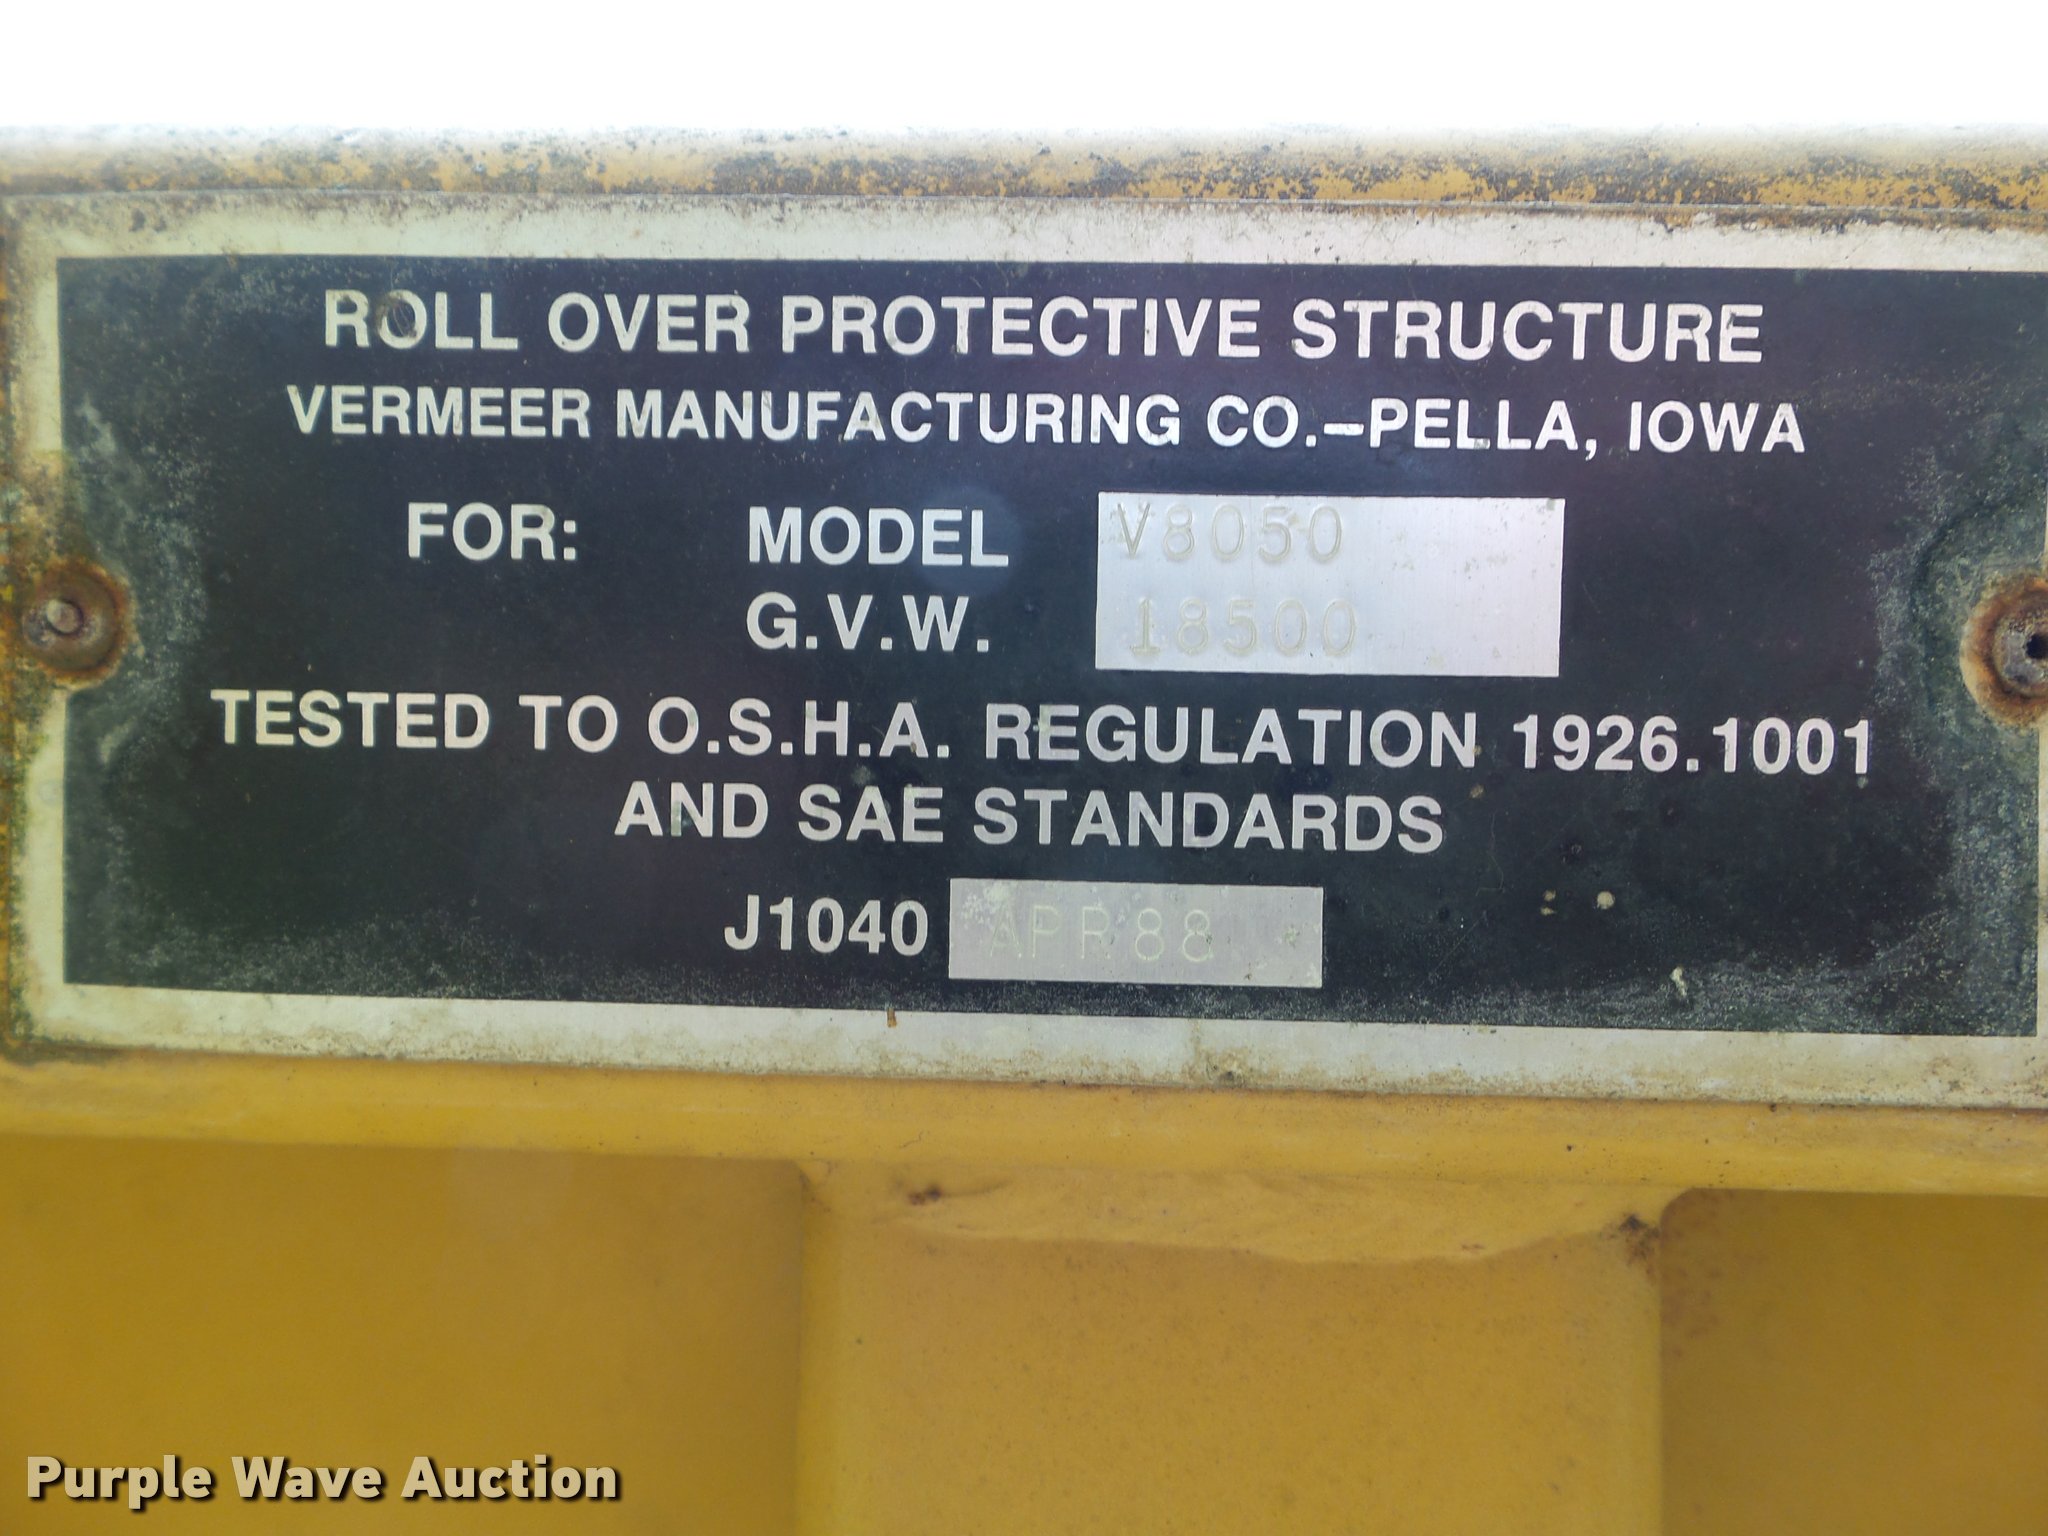 ROLL OVER PROTECTIVE STRUCTURE
VERMEER MANUFACTURING CO.–PELLA, IOWA
FOR: MODEL V8050
G.V.W. 18500
TESTED TO O.S.H.A. REGULATION 1926.1001
AND SAE STANDARDS
J1040 APR88
Purple Wave Auction